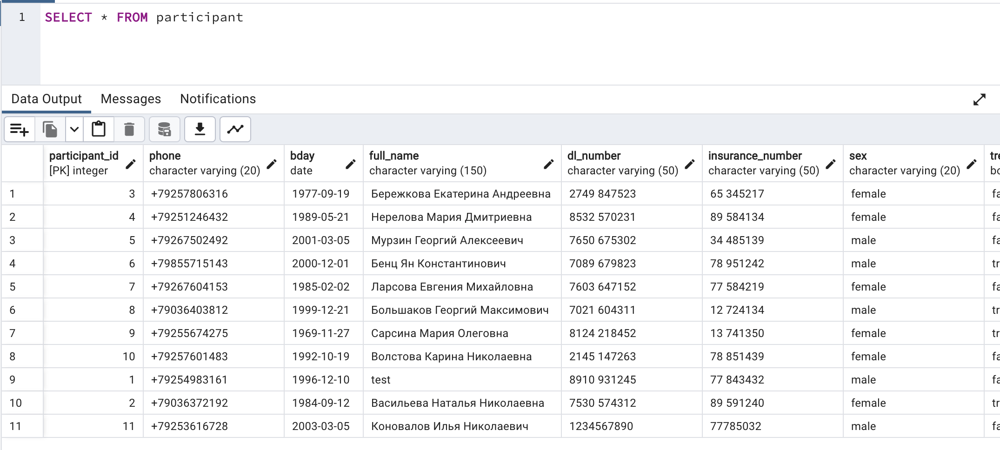 1 SELECT * FROM participant
Data Output Messages Notifications
participant_id phone bday full_name dl_number insurance_number sex tre
[PK] integer character varying (20) date character varying (150) character varying (50) character varying (50) character varying (20) bo
1 3 +79257806316 1977-09-19 Бережкова Екатерина Андреевна 2749 847523 65 345217 female fa
2 4 +79251246432 1989-05-21 Нерелова Мария Дмитриевна 8532 570231 89 584134 female fa
3 5 +79267502492 2001-03-05 Мурзин Георгий Алексеевич 7650 675302 34 485139 male fa
4 6 +79855715143 2000-12-01 Бенц Ян Константинович 7089 679823 78 951242 male tr
5 7 +79267604153 1985-02-02 Ларсова Евгения Михайловна 7603 647152 77 584219 female fa
6 8 +79036403812 1999-12-21 Большаков Георгий Максимович 7021 604311 12 724134 male tr
7 9 +79255674275 1969-11-27 Сарсина Мария Олеговна 8124 218452 13 741350 female tr
8 10 +79257601483 1992-10-19 Волстова Карина Николаевна 2145 147263 78 851439 female fa
9 1 +79254983161 1996-12-10 test 8910 931245 77 843432 male fa
10 2 +79036372192 1984-09-12 Васильева Наталья Николаевна 7530 574312 89 591240 female tr
11 11 +79253616728 2003-03-05 Коновалов Илья Николаевич 1234567890 77785032 male fa